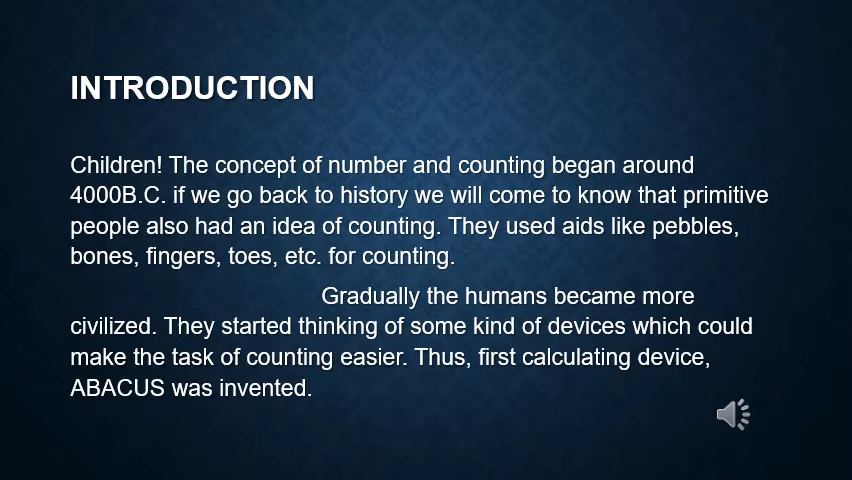 INTRODUCTION
Children! The concept of number and counting began around
4000B.C. if we go back to history we will come to know that primitive
people also had an idea of counting. They used aids like pebbles,
bones, fingers, toes, etc. for counting.
Gradually the humans became more
civilized. They started thinking of some kind of devices which could
make the task of counting easier. Thus, first calculating device,
ABACUS was invented.